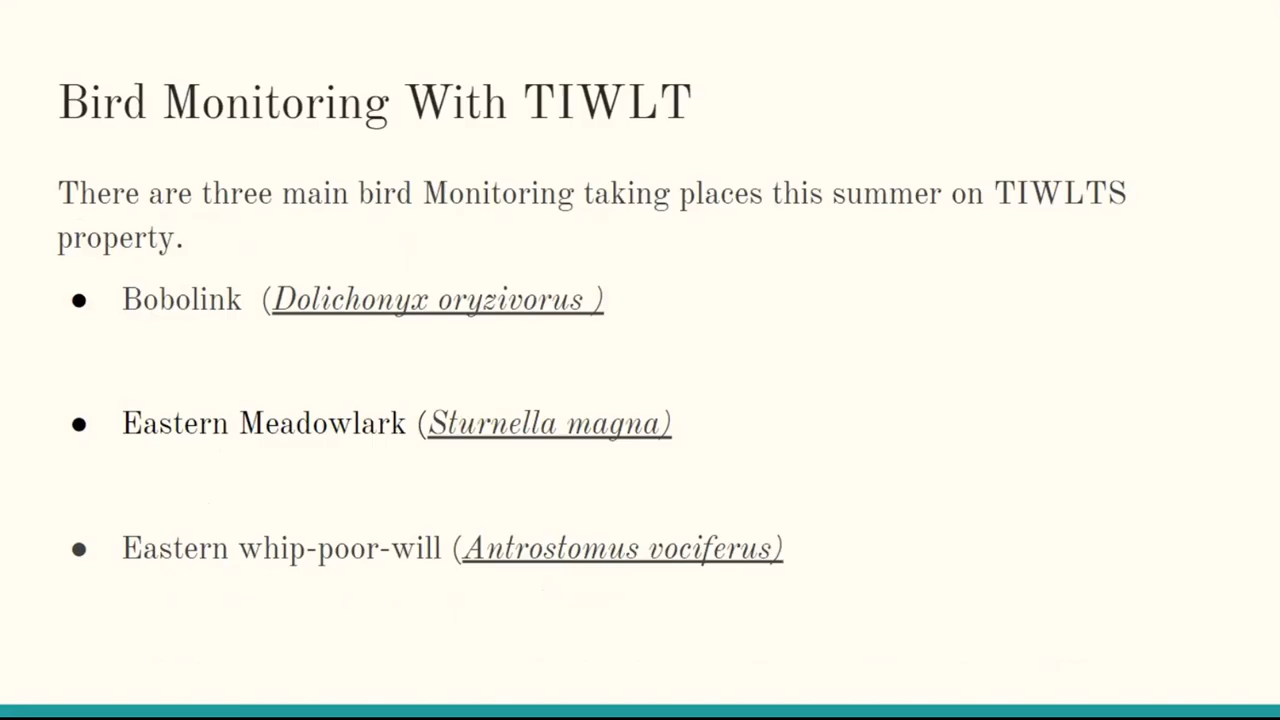 Bird Monitoring With TIWLT
There are three main bird Monitoring taking places this summer on TIWLTS
property.
● Bobolink (Dolichonyx oryzivorus )
● Eastern Meadowlark (Sturnella magna)
● Eastern whip-poor-will (Antrostomus vociferus)